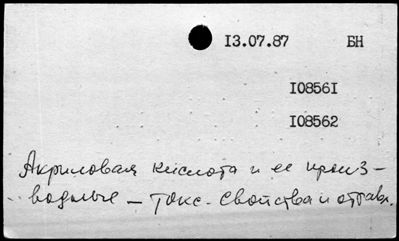 13.07.87 БН
108561
108562
Акриловая кислота и ее произ-
водные — токс. свойства и отравл.